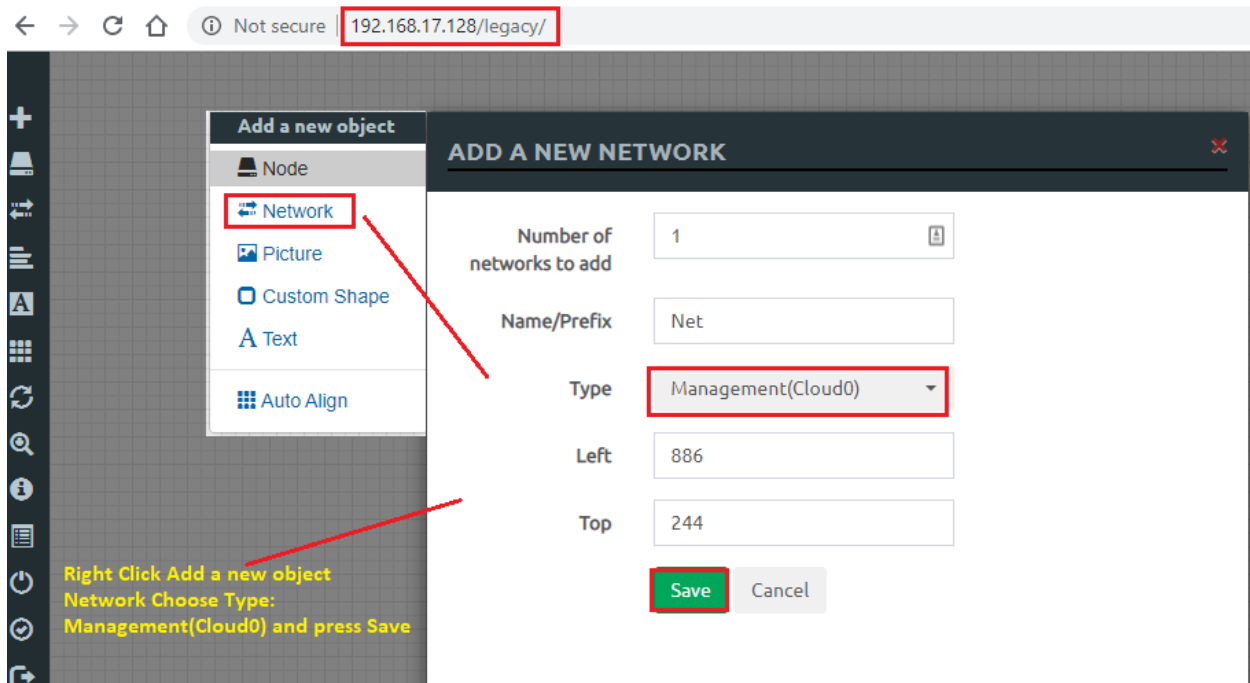 Not secure | 192.168.17.128/legacy/
Add a new object
Node
Network
Picture
Custom Shape
A Text
Auto Align
ADD A NEW NETWORK
Number of
networks to add
1
Name/Prefix
Net
Type
Management(Cloud0)
Left
886
Top
244
Save
Cancel
Right Click Add a new object
Network Choose Type:
Management(Cloud0) and press Save